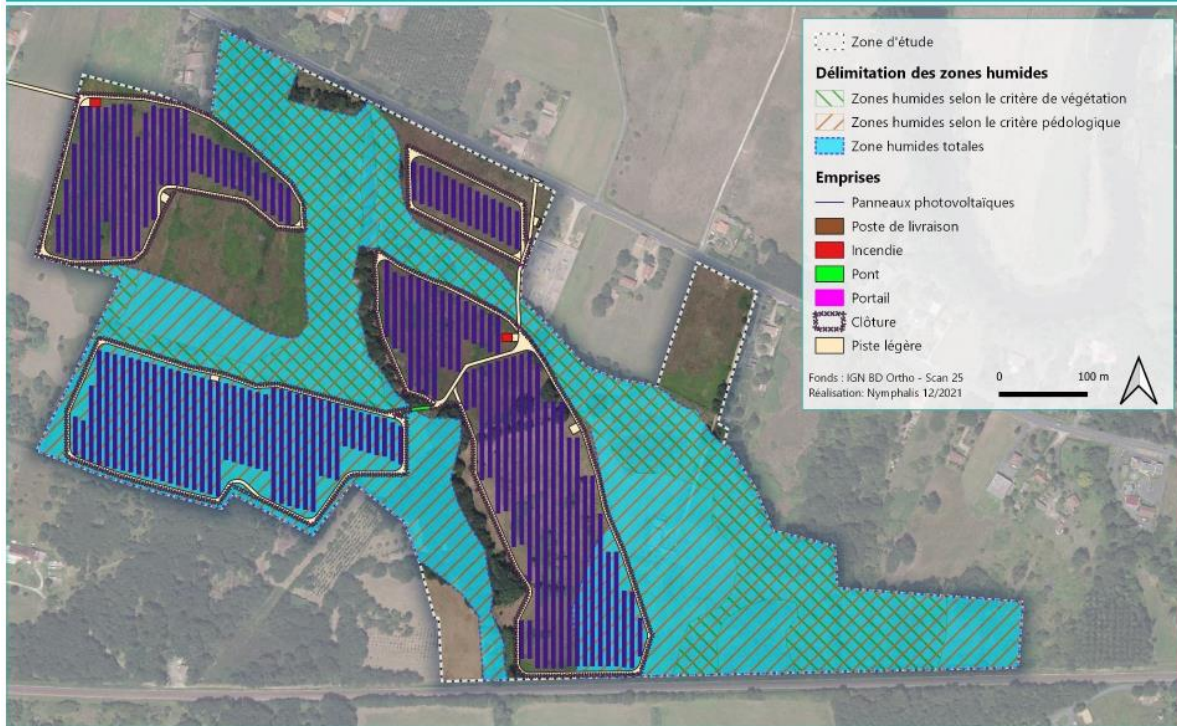 Zone d'étude
Délimitation des zones humides
Zones humides selon le critère de végétation
Zones humides selon le critère pédologique
Zone humides totales
Emprises
Panneaux photovoltaïques
Poste de livraison
Incendie
Pont
Portail
Clôture
Piste légère
Fonds : IGN BD Ortho - Scan 25
Réalisation: Nymphalis 12/2021
0 100 m